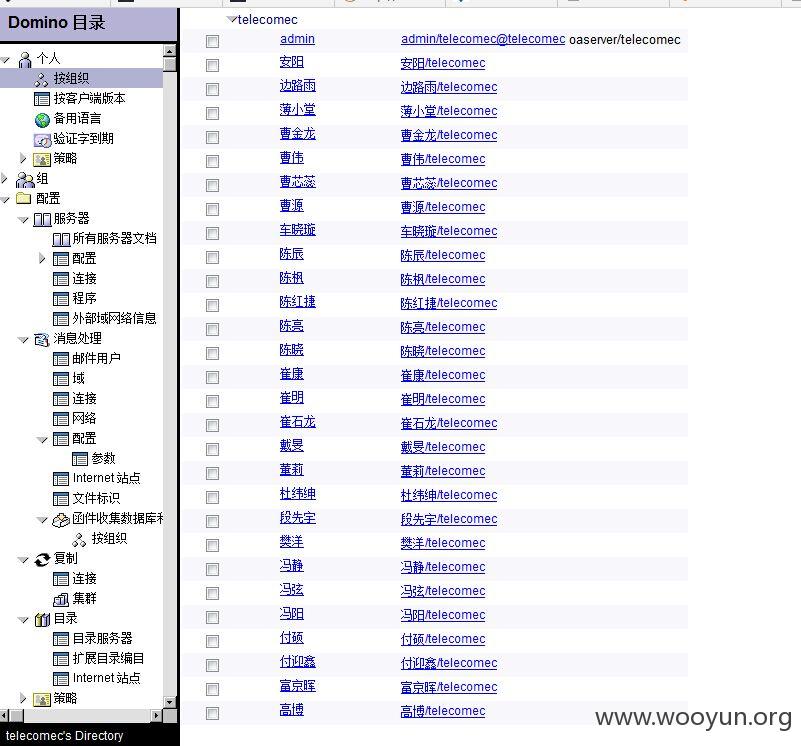 Domino 目录
个人
按组织
按客户端版本
备用语言
验证字到期
策略
组
配置
服务器
所有服务器文档
配置
连接
程序
外部域网络信息
消息处理
邮件用户
域
连接
网络
配置
参数
Internet 站点
文件标识
函件收集数据库和
按组织
复制
连接
集群
目录
目录服务器
扩展目录编目
Internet 站点
策略
telecomec's Directory
telecomec
admin admin/telecomec@telecomec oaserver/telecomec
安阳 安阳/telecomec
边路雨 边路雨/telecomec
薄小堂 薄小堂/telecomec
曹金龙 曹金龙/telecomec
曹伟 曹伟/telecomec
曹芯蕊 曹芯蕊/telecomec
曹源 曹源/telecomec
车晓璇 车晓璇/telecomec
陈辰 陈辰/telecomec
陈枫 陈枫/telecomec
陈红捷 陈红捷/telecomec
陈亮 陈亮/telecomec
陈晓 陈晓/telecomec
崔康 崔康/telecomec
崔明 崔明/telecomec
崔石龙 崔石龙/telecomec
戴旻 戴旻/telecomec
董莉 董莉/telecomec
杜纬绅 杜纬绅/telecomec
段先宇 段先宇/telecomec
樊洋 樊洋/telecomec
冯静 冯静/telecomec
冯弦 冯弦/telecomec
冯阳 冯阳/telecomec
付硕 付硕/telecomec
付迎鑫 付迎鑫/telecomec
富京晖 富京晖/telecomec
高博 高博/telecomec
www.wooyun.org